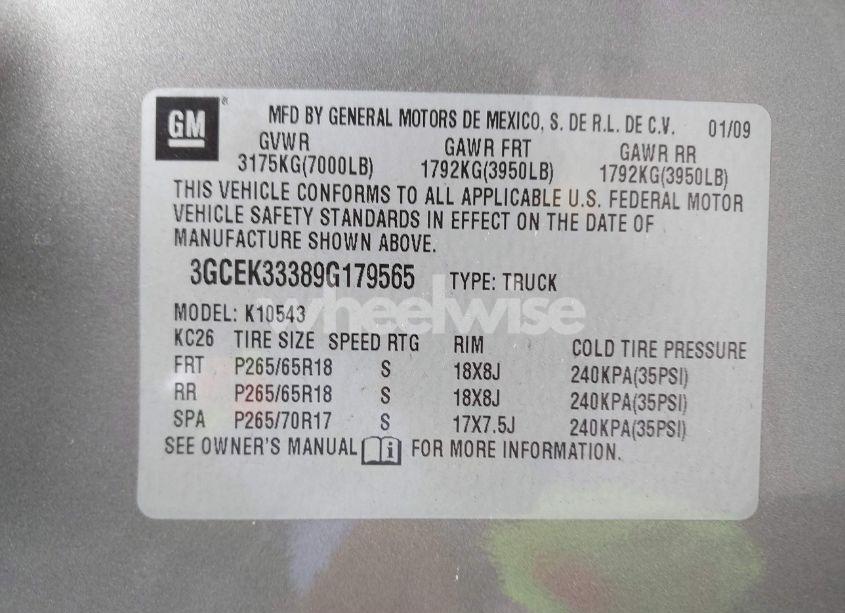 GM® MFD BY GENERAL MOTORS DE MEXICO, S. DE R.L. DE C.V. 01/09
GVWR GAWR FRT GAWR RR
3175KG(7000LB) 1792KG(3950LB) 1792KG(3950LB)
THIS VEHICLE CONFORMS TO ALL APPLICABLE U.S. FEDERAL MOTOR
VEHICLE SAFETY STANDARDS IN EFFECT ON THE DATE OF
MANUFACTURE SHOWN ABOVE.
3GCEK33389G179565 TYPE: TRUCK
wheelwise
MODEL: K10543
KC26 TIRE SIZE SPEED RTG RIM COLD TIRE PRESSURE
FRT P265/65R18 S 18X8J 240KPA(35PSI)
RR P265/65R18 S 18X8J 240KPA(35PSI)
SPA P265/70R17 S 17X7.5J 240KPA(35PSI)
SEE OWNER'S MANUAL i FOR MORE INFORMATION.